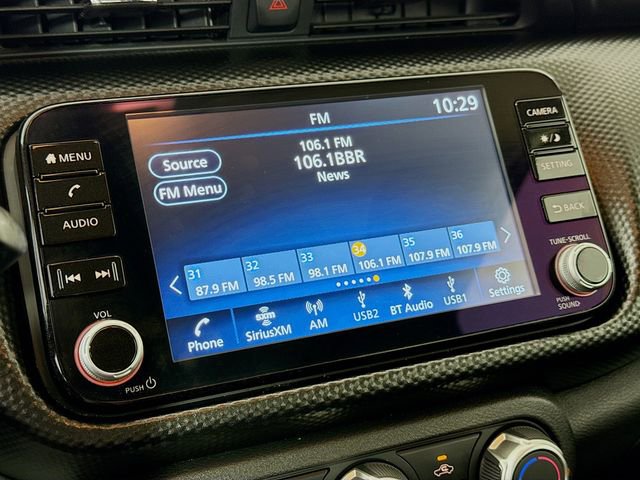 FM
10:29
106.1 FM
106.1BBR
News
Source
FM Menu
31
87.9 FM
32
98.5 FM
33
98.1 FM
34
106.1 FM
35
107.9 FM
36
107.9 FM
Phone
SXM
SiriusXM
AM
USB2
BT Audio
USB1
Settings
MENU
AUDIO
VOL
PUSH
CAMERA
SETTING
BACK
TUNE·SCROLL
PUSH
SOUND